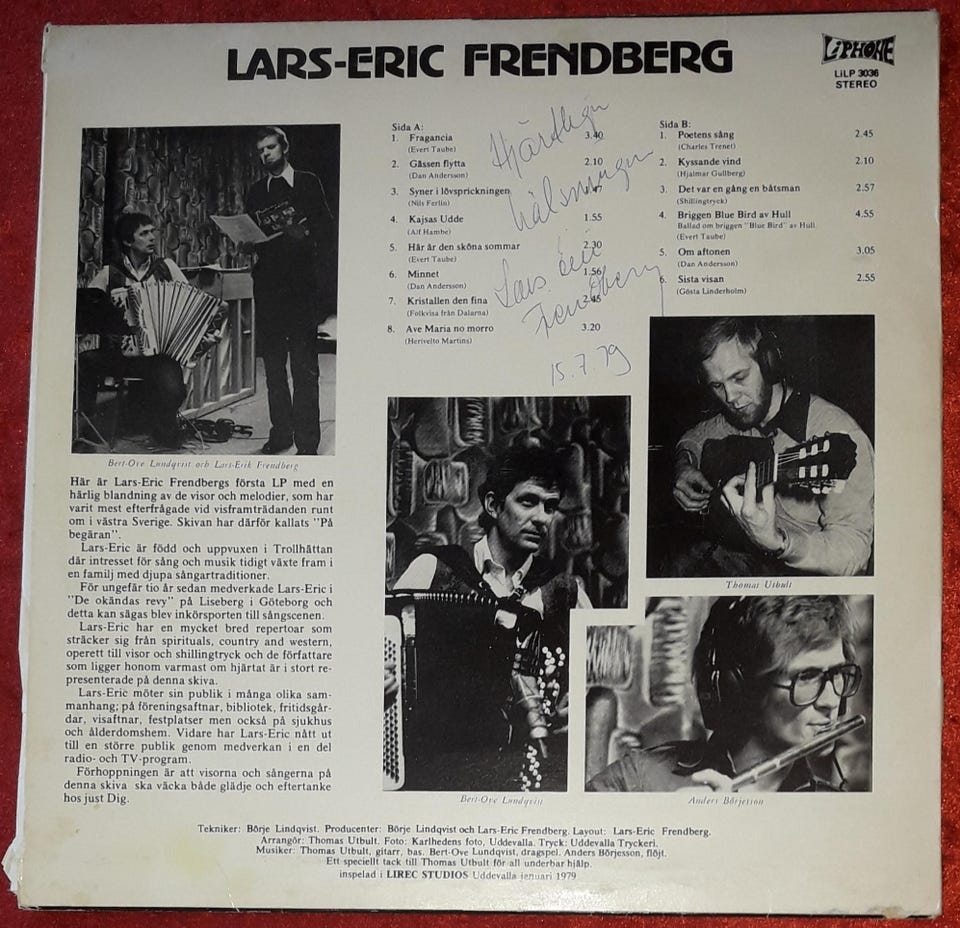 LARS-ERIC FRENDBERG
LiPHONE
LiLP 3036
STEREO
Sida A:
1. Fragancia 3.40
(Evert Taube)
2. Gåssen flytta 2.10
(Dan Andersson)
3. Syner i lövsprickningen
(Nils Ferlin)
4. Kajsas Udde 1.55
(Alf Hambe)
5. Här är den sköna sommar 2.30
(Evert Taube)
6. Minnet 1.56
(Dan Andersson)
7. Kristallen den fina 2.45
(Folkvisa från Dalarna)
8. Ave Maria no morro 3.20
(Herivelto Martins)
Hjärtliga
hälsningar
Lars Eric
Frendberg
15.7.79
Sida B:
1. Poetens sång 2.45
(Charles Trenet)
2. Kyssande vind 2.10
(Hjalmar Gullberg)
3. Det var en gång en båtsman 2.57
(Shillingtryck)
4. Briggen Blue Bird av Hull 4.55
Ballad om briggen "Blue Bird" av Hull.
(Evert Taube)
5. Om aftonen 3.05
(Dan Andersson)
6. Sista visan 2.55
(Gösta Linderholm)
Bert-Ove Lundqvist och Lars-Erik Frendberg
Här är Lars-Eric Frendbergs första LP med en
härlig blandning av de visor och melodier, som har
varit mest efterfrågade vid visframträdanden runt
om i västra Sverige. Skivan har därför kallats "På
begäran".
Lars-Eric är född och uppvuxen i Trollhättan
där intresset för sång och musik tidigt växte fram i
en familj med djupa sångartraditioner.
För ungefär tio år sedan medverkade Lars-Eric i
"De okändas revy" på Liseberg i Göteborg och
detta kan sägas blev inkörsporten till sångscenen.
Lars-Eric har en mycket bred repertoar som
sträcker sig från spirituals, country and western,
operett till visor och shillingtryck och de författare
som ligger honom varmast om hjärtat är i stort re-
presenterade på denna skiva.
Lars-Eric möter sin publik i många olika sam-
manhang; på föreningsaftnar, bibliotek, fritidsgår-
dar, visaftnar, festplatser men också på sjukhus
och ålderdomshem. Vidare har Lars-Eric nått ut
till en större publik genom medverkan i en del
radio- och TV-program.
Förhoppningen är att visorna och sångerna på
denna skiva ska väcka både glädje och eftertanke
hos just Dig.
Thomas Utbult
Bert-Ove Lundqvist
Anders Börjesson
Tekniker: Börje Lindqvist. Producenter: Börje Lindqvist och Lars-Eric Frendberg. Layout: Lars-Eric Frendberg.
Arrangör: Thomas Utbult. Foto: Karlhedens foto, Uddevalla. Tryck: Uddevalla Tryckeri.
Musiker: Thomas Utbult, gitarr, bas. Bert-Ove Lundqvist, dragspel. Anders Börjesson, flöjt.
Ett speciellt tack till Thomas Utbult för all underbar hjälp.
inspelad i LIREC STUDIOS Uddevalla januari 1979